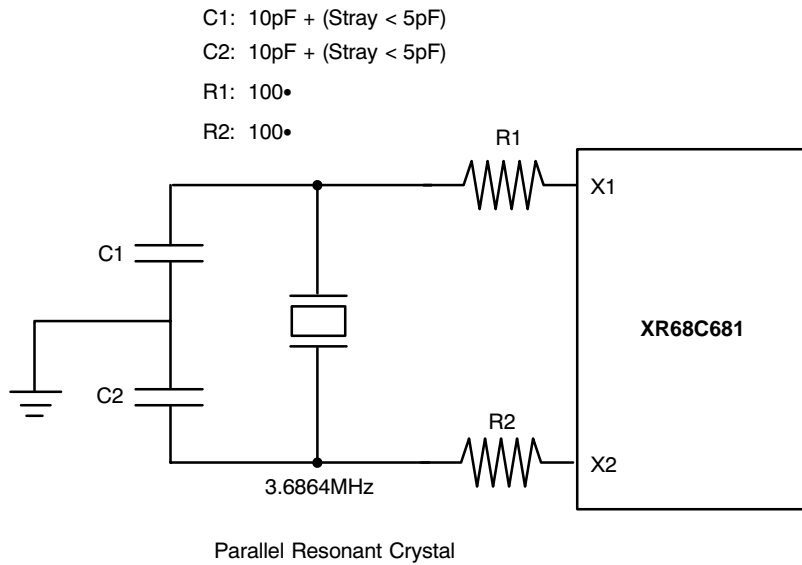 C1: 10pF + (Stray < 5pF)
C2: 10pF + (Stray < 5pF)
R1: 100•
R2: 100•
R1
X1
C1
XR68C681
C2
R2
X2
3.6864MHz
Parallel Resonant Crystal